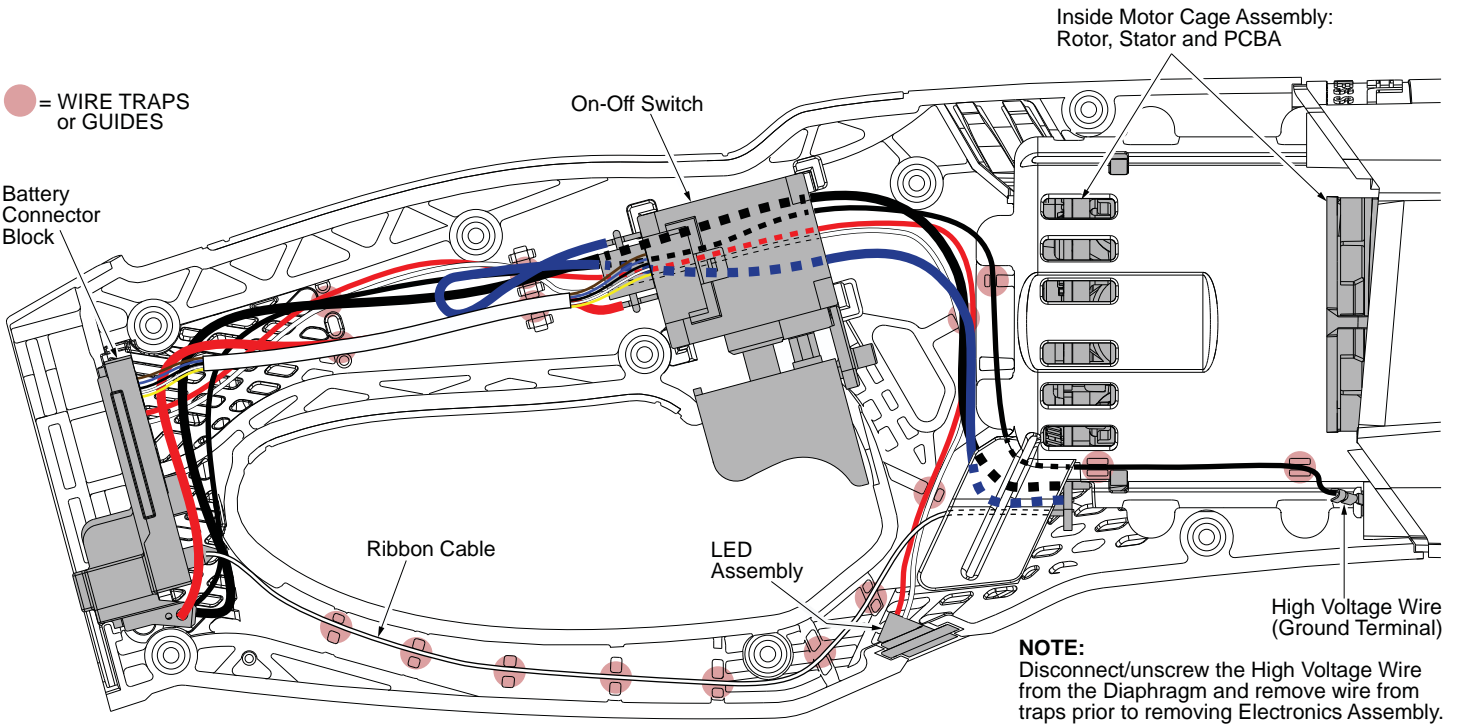 Inside Motor Cage Assembly:
Rotor, Stator and PCBA
= WIRE TRAPS
or GUIDES
On-Off Switch
Battery
Connector
Block
Ribbon Cable
LED
Assembly
High Voltage Wire
(Ground Terminal)
NOTE:
Disconnect/unscrew the High Voltage Wire
from the Diaphragm and remove wire from
traps prior to removing Electronics Assembly.